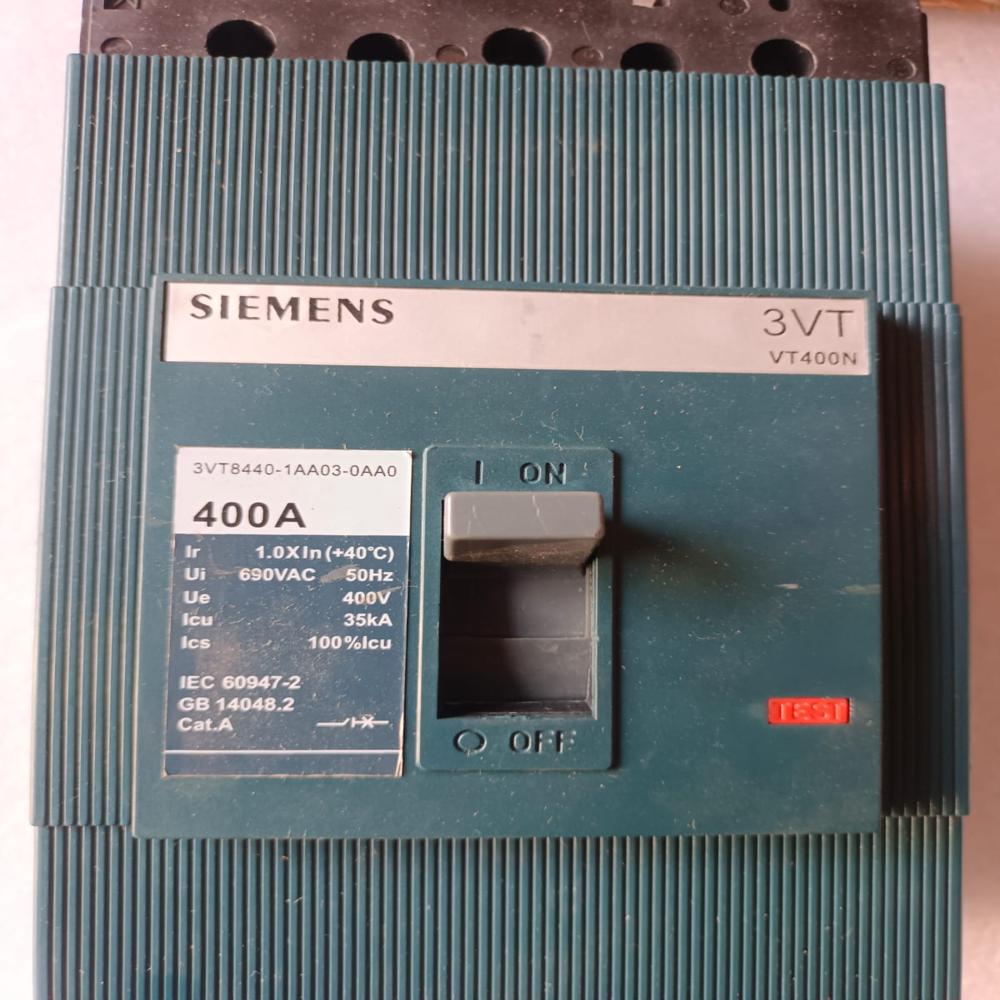 SIEMENS
3VT
VT400N
3VT8440-1AA03-0AA0
400A
Ir 1.0XIn(+40°C)
Ui 690VAC 50Hz
Ue 400V
Icu 35kA
Ics 100%Icu
IEC 60947-2
GB 14048.2
Cat.A
I ON
O OFF
TEST